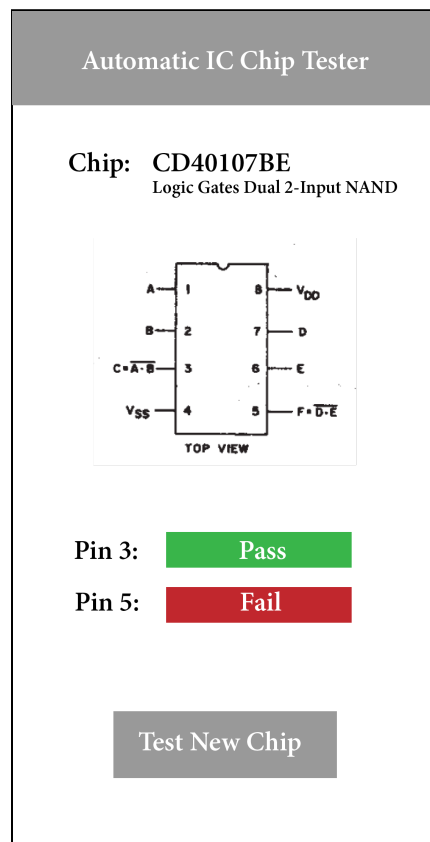 Automatic IC Chip Tester
Chip: CD40107BE
Logic Gates Dual 2-Input NAND
A 1 8 VDD
B 2 7 D
C = A·B 3 6 E
VSS 4 5 F = D·E
TOP VIEW
Pin 3: Pass
Pin 5: Fail
Test New Chip